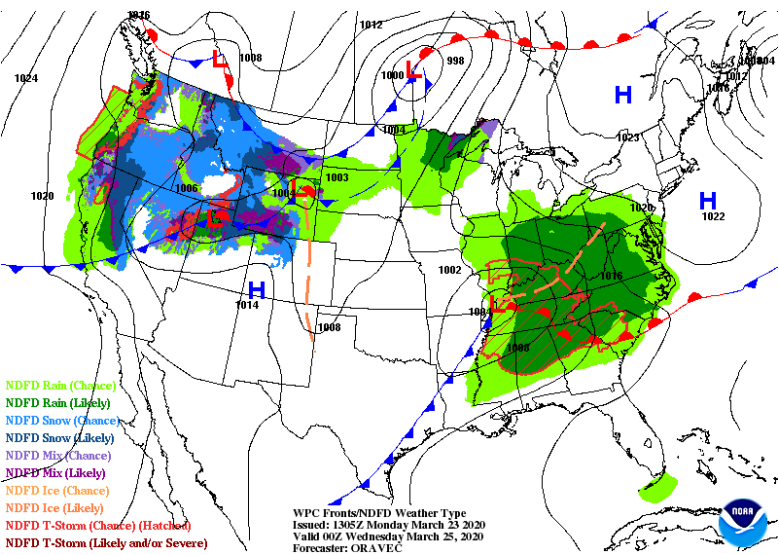 1016
1012
1008
998
1008
004
1024
1000
L
L
1012
1016
H
1004
1023
1003
1006
1004
L
1020
H
1020
1022
L
1002
1016
H
1014
1004
L
1008
1008
NDFD Rain (Chance)
NDFD Rain (Likely)
NDFD Snow (Chance)
NDFD Snow (Likely)
NDFD Mix (Chance)
NDFD Mix (Likely)
NDFD Ice (Chance)
NDFD Ice (Likely)
NDFD T-Storm (Chance) (Hatched)
NDFD T-Storm (Likely and/or Severe)
WPC Fronts/NDFD Weather Type
Issued: 1305Z Monday March 23 2020
Valid 00Z Wednesday March 25, 2020
Forecaster: ORAVEC
NOAA